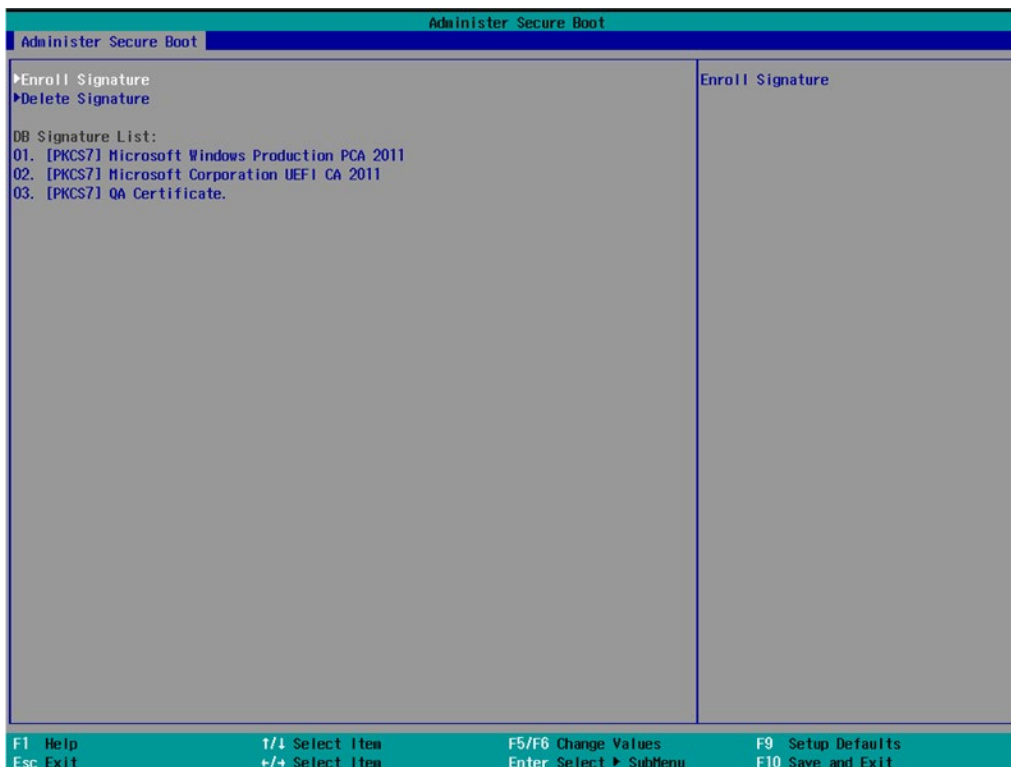 Administer Secure Boot
Administer Secure Boot
▶Enroll Signature
▶Delete Signature
DB Signature List:
01. [PKCS7] Microsoft Windows Production PCA 2011
02. [PKCS7] Microsoft Corporation UEFI CA 2011
03. [PKCS7] QA Certificate.
Enroll Signature
F1 Help ↑/↓ Select Item F5/F6 Change Values F9 Setup Defaults
Esc Exit ←/→ Select Item Enter Select ▶ SubMenu F10 Save and Exit